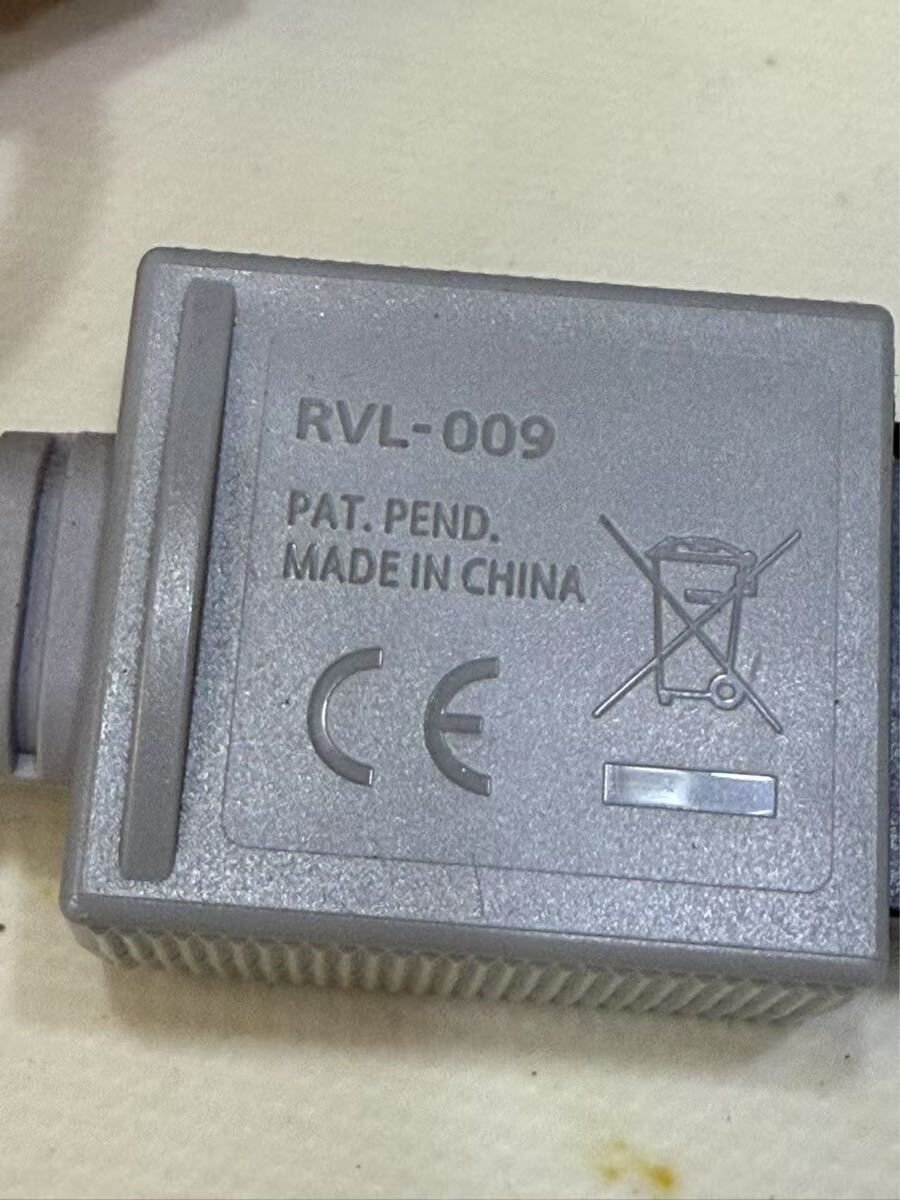 RVL-009
PAT. PEND.
MADE IN CHINA
CE